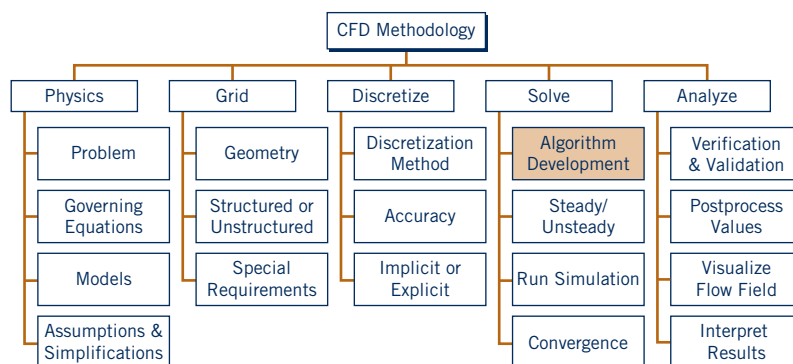 CFD Methodology
Physics
Grid
Discretize
Solve
Analyze
Problem
Governing
Equations
Models
Assumptions &
Simplifications
Geometry
Structured or
Unstructured
Special
Requirements
Discretization
Method
Accuracy
Implicit or
Explicit
Algorithm
Development
Steady/
Unsteady
Run Simulation
Convergence
Verification
& Validation
Postprocess
Values
Visualize
Flow Field
Interpret
Results